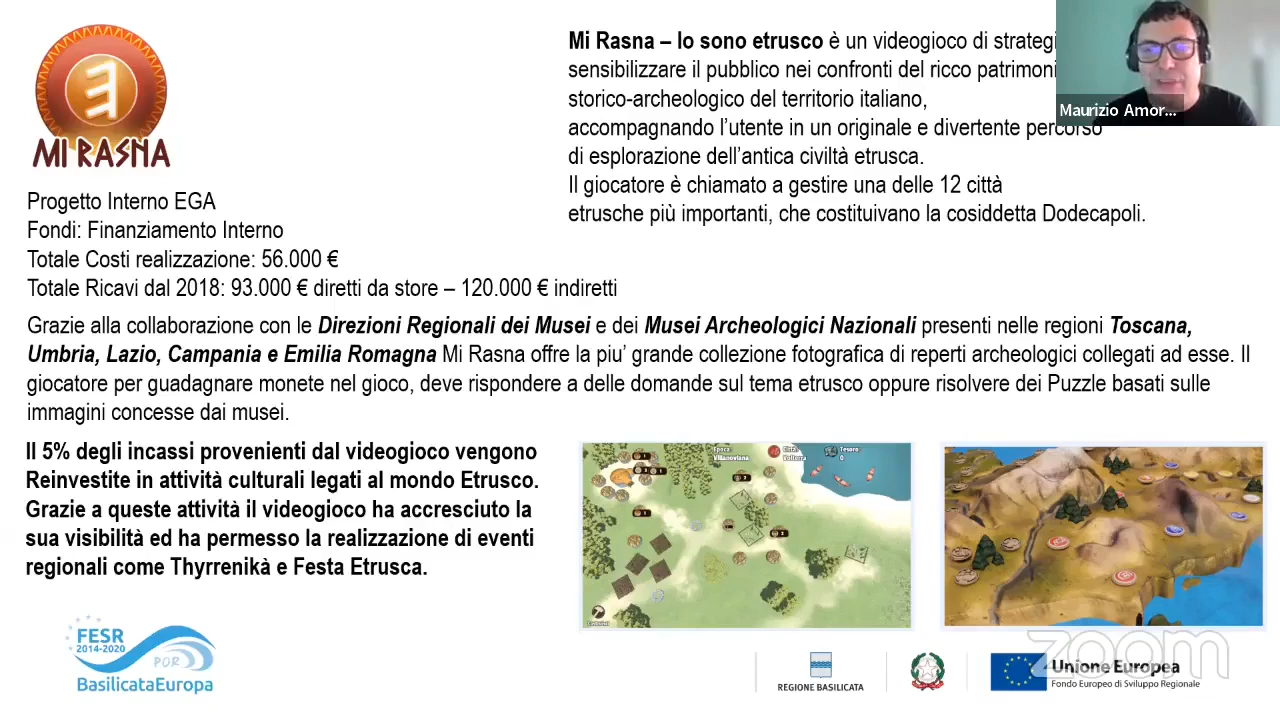 MI RASNA
Mi Rasna – Io sono etrusco è un videogioco di strategi
sensibilizzare il pubblico nei confronti del ricco patrimoni
storico-archeologico del territorio italiano,
accompagnando l'utente in un originale e divertente percorso
di esplorazione dell'antica civiltà etrusca.
Il giocatore è chiamato a gestire una delle 12 città
etrusche più importanti, che costituivano la cosiddetta Dodecapoli.
Maurizio Amor...
Progetto Interno EGA
Fondi: Finanziamento Interno
Totale Costi realizzazione: 56.000 €
Totale Ricavi dal 2018: 93.000 € diretti da store – 120.000 € indiretti
Grazie alla collaborazione con le Direzioni Regionali dei Musei e dei Musei Archeologici Nazionali presenti nelle regioni Toscana,
Umbria, Lazio, Campania e Emilia Romagna Mi Rasna offre la piu' grande collezione fotografica di reperti archeologici collegati ad esse. Il
giocatore per guadagnare monete nel gioco, deve rispondere a delle domande sul tema etrusco oppure risolvere dei Puzzle basati sulle
immagini concesse dai musei.
Il 5% degli incassi provenienti dal videogioco vengono
Reinvestite in attività culturali legati al mondo Etrusco.
Grazie a queste attività il videogioco ha accresciuto la
sua visibilità ed ha permesso la realizzazione di eventi
regionali come Thyrrenikà e Festa Etrusca.
Epoca Villanoviana
Città Volterra
Tesoro 0
FESR
2014-2020
POR
BasilicataEuropa
REGIONE BASILICATA
Unione Europea
Fondo Europeo di Sviluppo Regionale
zoom